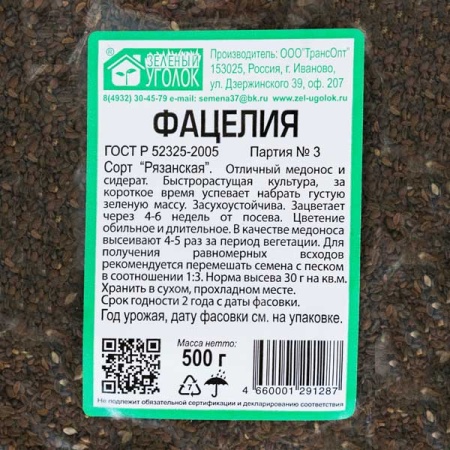 ЗЕЛЕНЫЙ
УГОЛОК
Производитель: ООО"ТрансОпт"
153025, Россия, г. Иваново,
ул. Дзержинского 39, оф. 207
8(4932) 30-45-79 e-mail: semena37@bk.ru www.zel-ugolok.ru
ФАЦЕЛИЯ
ГОСТ Р 52325-2005 Партия № 3
Сорт "Рязанская". Отличный медонос и
сидерат. Быстрорастущая культура, за
короткое время успевает набрать густую
зеленую массу. Засухоустойчива. Зацветает
через 4-6 недель от посева. Цветение
обильное и длительное. В качестве медоноса
высеивают 4-5 раз за период вегетации. Для
получения равномерных всходов
рекомендуется перемешать семена с песком
в соотношении 1:3. Норма высева 30 г на кв.м.
Хранить в сухом, прохладном месте.
Срок годности 2 года с даты фасовки.
Год урожая, дату фасовки см. на упаковке.
Масса нетто:
500 г
7
4 660001 291287
Не подлежит обязательной сертификации и декларированию соответствия